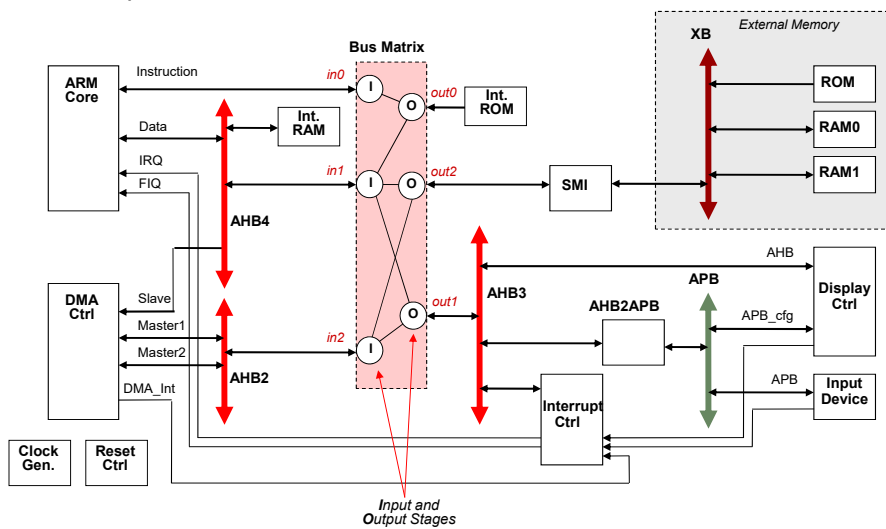 External Memory
XB
Bus Matrix
ARM
Core
Instruction
in0
I
O
out0
Int.
ROM
ROM
Int.
RAM
Data
RAM0
IRQ
FIQ
in1
I
O
out2
SMI
RAM1
AHB4
AHB
DMA
Ctrl
Slave
Master1
Master2
DMA_Int
AHB2
in2
I
O
out1
AHB3
AHB2APB
APB
APB_cfg
Display
Ctrl
APB
Input
Device
Interrupt
Ctrl
Clock
Gen.
Reset
Ctrl
Input and
Output Stages